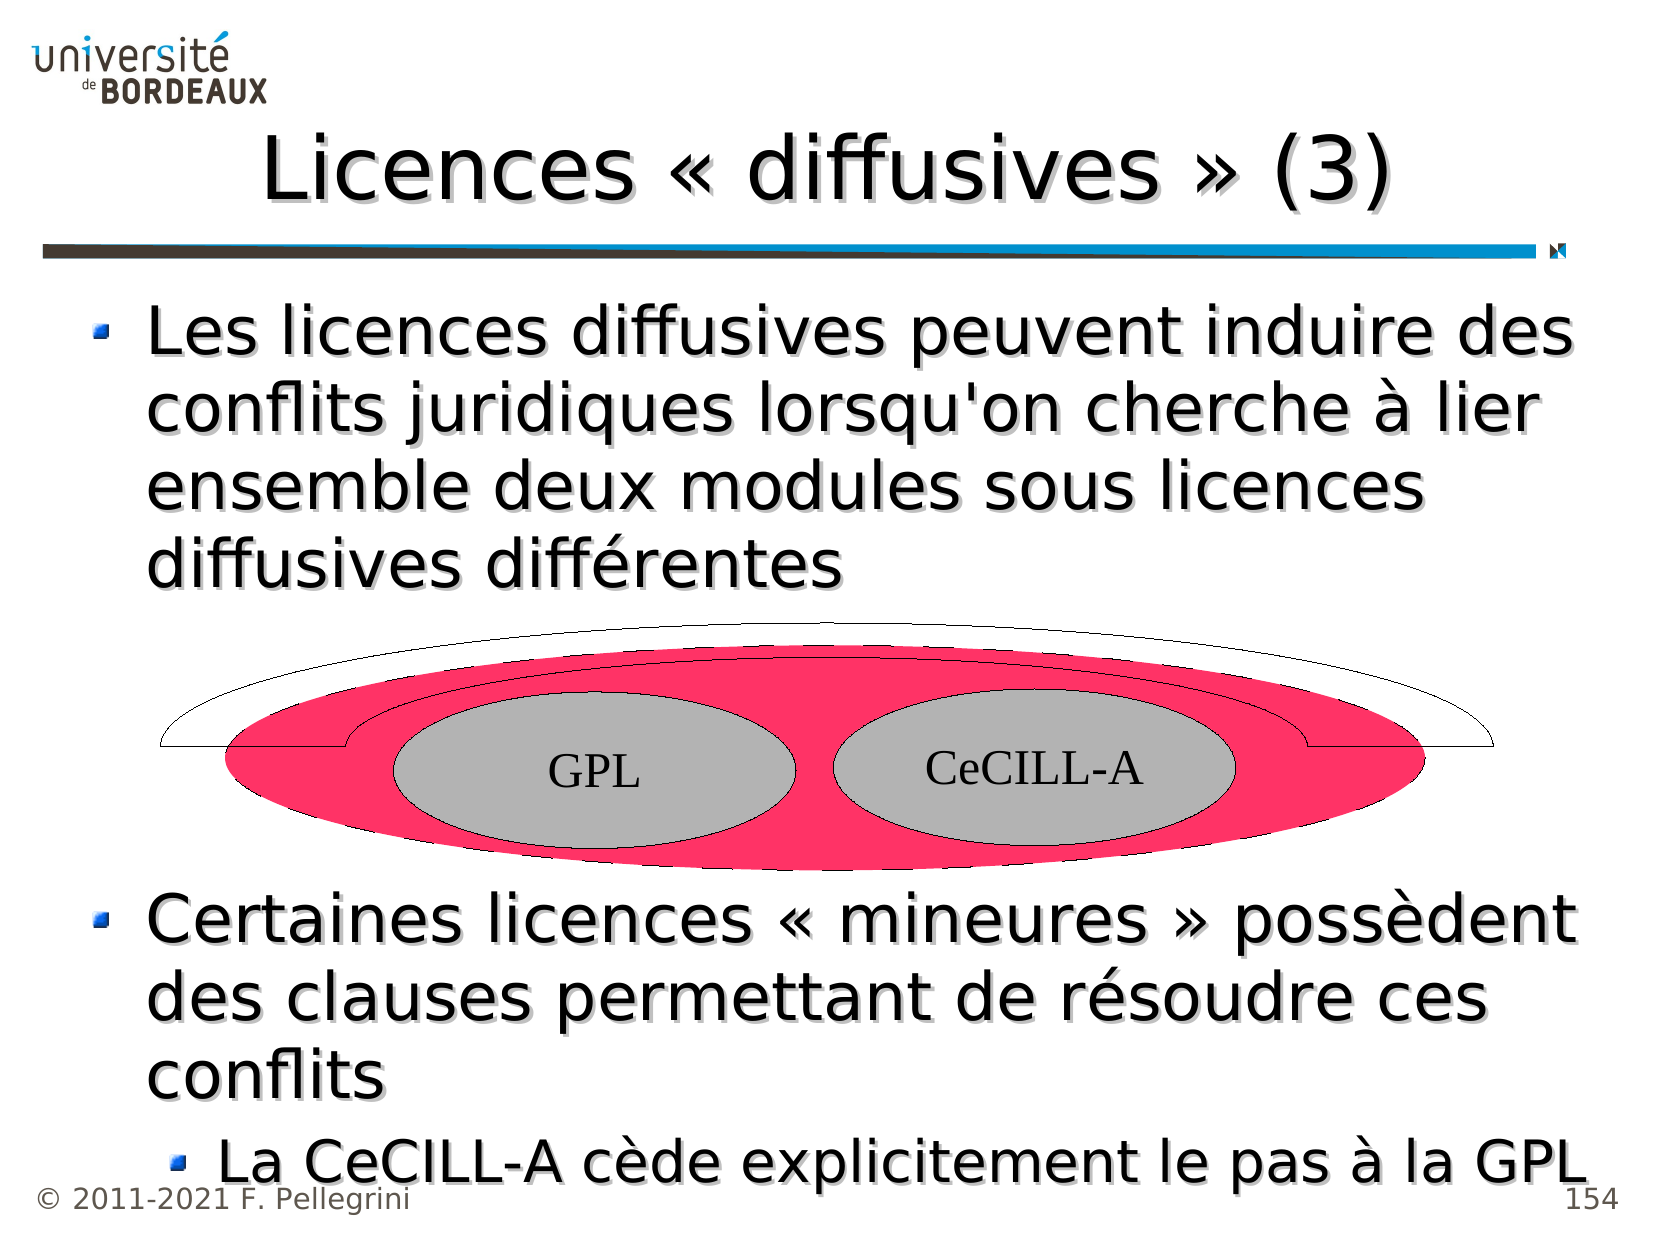 université
de BORDEAUX
Licences « diffusives » (3)
Les licences diffusives peuvent induire des
conflits juridiques lorsqu'on cherche à lier
ensemble deux modules sous licences
diffusives différentes
GPL
CeCILL-A
Certaines licences « mineures » possèdent
des clauses permettant de résoudre ces
conflits
La CeCILL-A cède explicitement le pas à la GPL
© 2011-2021 F. Pellegrini
154